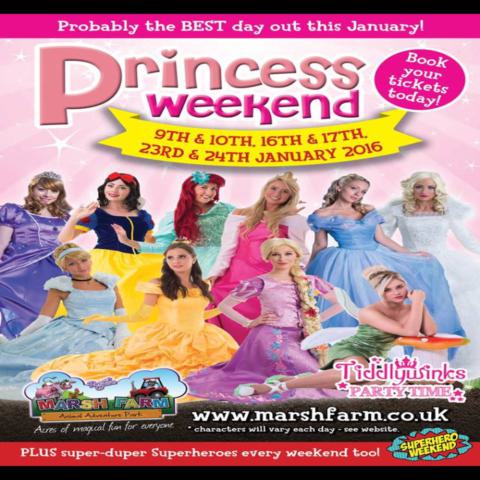 Probably the BEST day out this January!
Princess
weekend
Book
your
tickets
today!
9TH & 10TH, 16TH & 17TH,
23RD & 24TH JANUARY 2016
MARSH FARM
Animal Adventure Park
Acres of magical fun for everyone
Tiddlywinks
PARTY TIME
www.marshfarm.co.uk
* characters will vary each day - see website.
PLUS super-duper Superheroes every weekend too!
SUPERHERO
WEEKEND